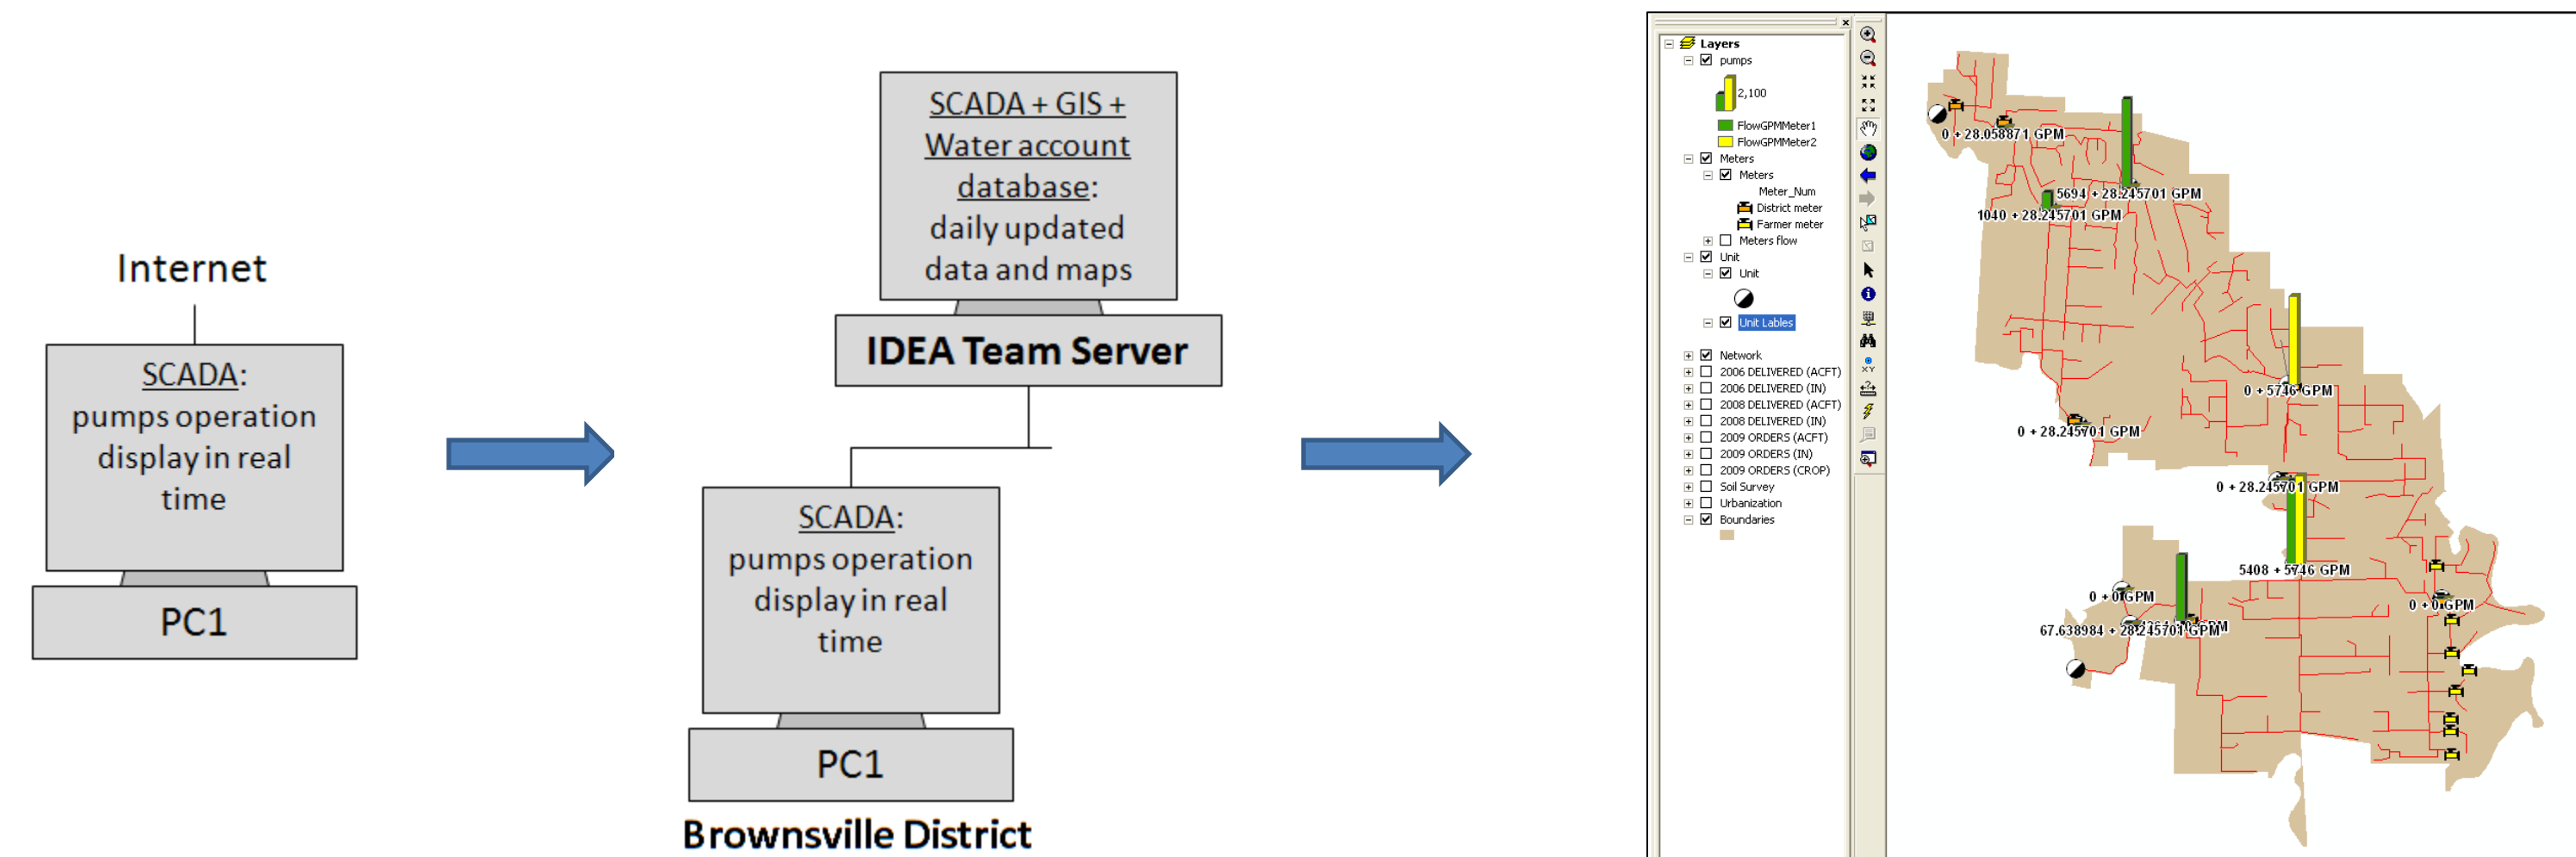 Internet
SCADA:
pumps operation
display in real
time
PC1
SCADA + GIS +
Water account
database:
daily updated
data and maps
IDEA Team Server
SCADA:
pumps operation
display in real
time
PC1
Brownsville District
Layers
pumps
2,100
FlowGPMMeter1
FlowGPMMeter2
Meters
Meters
Meter_Num
District meter
Farmer meter
Meters flow
Unit
Unit
Unit Lables
Network
2006 DELIVERED (ACFT)
2006 DELIVERED (IN)
2008 DELIVERED (ACFT)
2008 DELIVERED (IN)
2009 ORDERS (ACFT)
2009 ORDERS (IN)
2009 ORDERS (CROP)
Soil Survey
Urbanization
Boundaries
XY
0 + 28.058871 GPM
5694 + 28.245701 GPM
1040 + 28.245701 GPM
0 + 5746 GPM
0 + 28.245701 GPM
0 + 28.245701 GPM
5408 + 5746 GPM
0 + 0 GPM
0 + 0 GPM
67.638984 + 28.245701 GPM